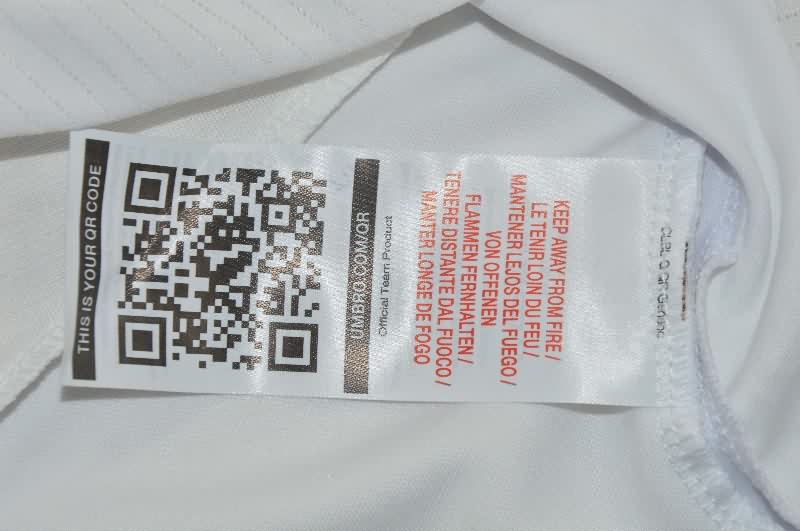 THIS IS YOUR QR CODE
UMBRO.COM/QR
Official Team Product
KEEP AWAY FROM FIRE /
LE TENIR LOIN DU FEU /
MANTENER LEJOS DEL FUEGO /
VON OFFENEN
FLAMMEN FERNHALTEN /
TENERE DISTANTE DAL FUOCO /
MANTER LONGE DE FOGO